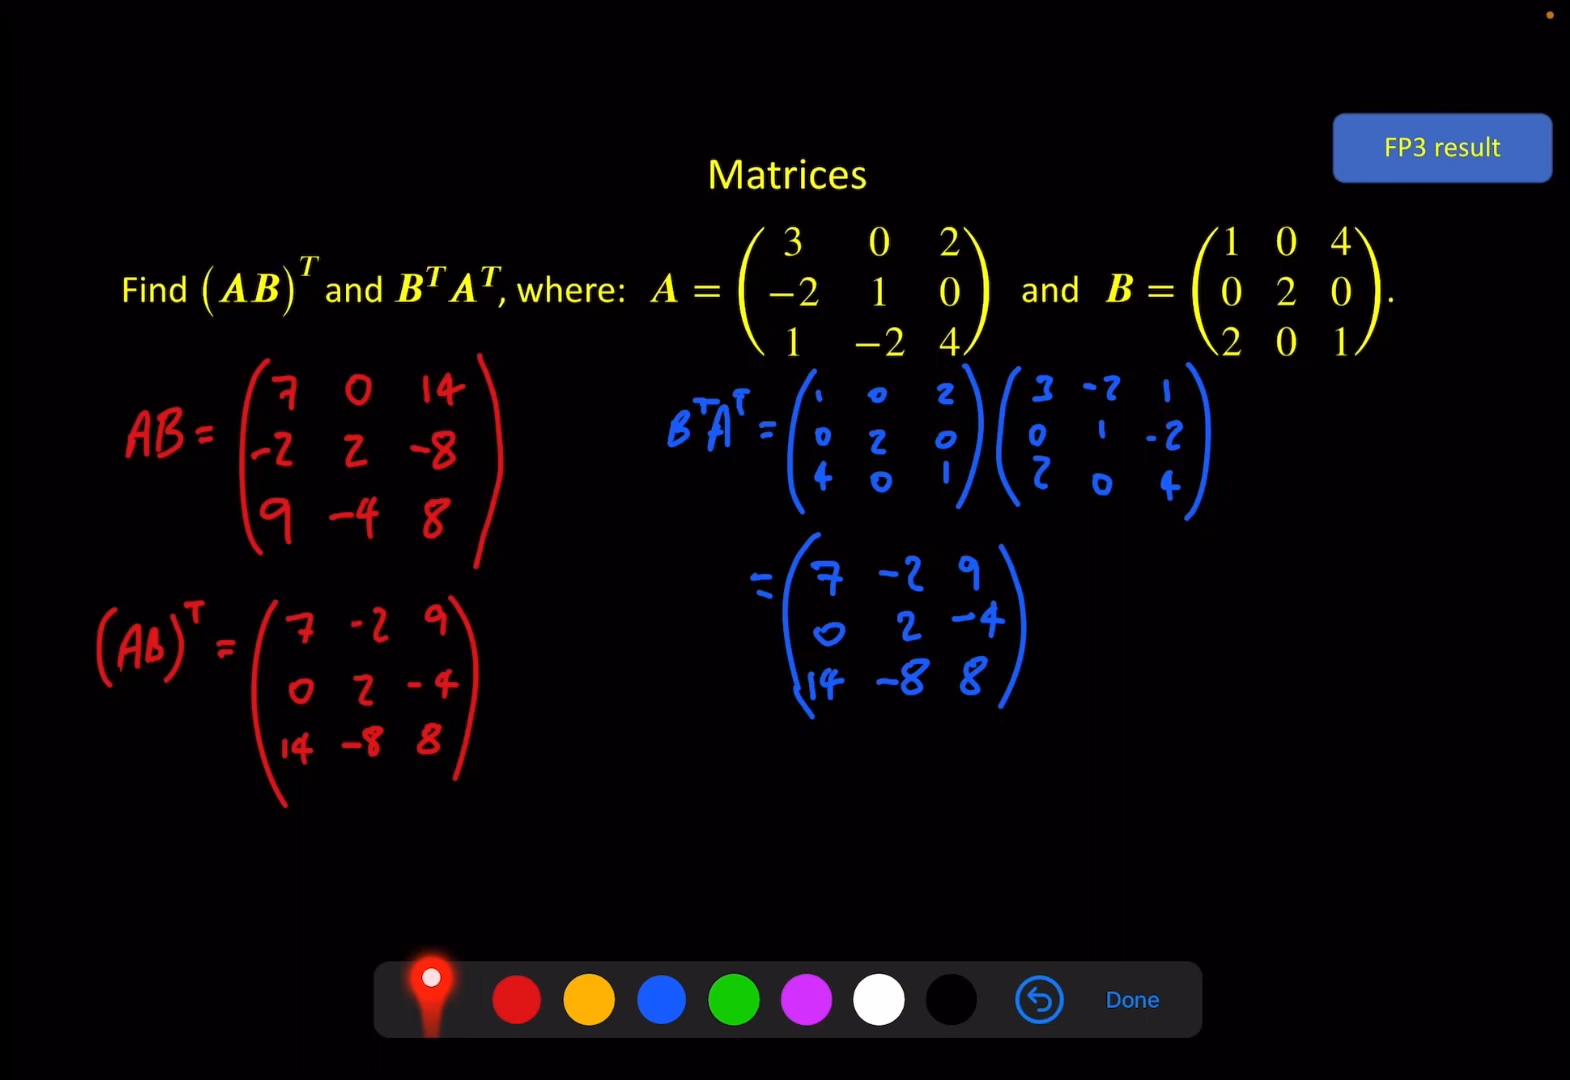 FP3 result
Matrices
Find (AB)^T and B^T A^T, where: A = (3 0 2; −2 1 0; 1 −2 4) and B = (1 0 4; 0 2 0; 2 0 1).
AB = (7 0 14; -2 2 -8; 9 -4 8)
(AB)^T = (7 -2 9; 0 2 -4; 14 -8 8)
B^T A^T = (1 0 2; 0 2 0; 4 0 1)(3 -2 1; 0 1 -2; 2 0 4)
= (7 -2 9; 0 2 -4; 14 -8 8)
Done